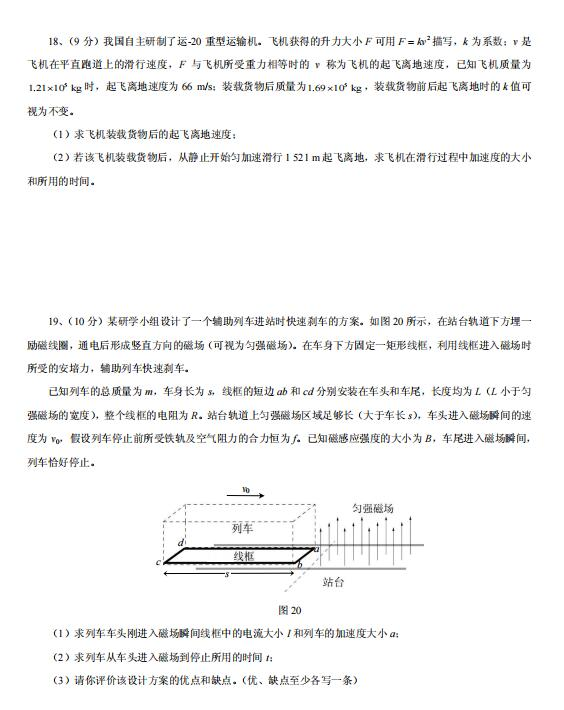 18、（9 分）我国自主研制了运-20 重型运输机。飞机获得的升力大小 F 可用 F = kv² 描写，k 为系数；v 是
飞机在平直跑道上的滑行速度，F 与飞机所受重力相等时的 v 称为飞机的起飞离地速度，已知飞机质量为
1.21×10⁵ kg 时，起飞离地速度为 66 m/s；装载货物后质量为1.69×10⁵ kg，装载货物前后起飞离地时的 k 值可
视为不变。
（1）求飞机装载货物后的起飞离地速度；
（2）若该飞机装载货物后，从静止开始匀加速滑行 1 521 m 起飞离地，求飞机在滑行过程中加速度的大小
和所用的时间。
19、（10 分）某研学小组设计了一个辅助列车进站时快速刹车的方案。如图 20 所示，在站台轨道下方埋一
励磁线圈，通电后形成竖直方向的磁场（可视为匀强磁场）。在车身下方固定一矩形线框，利用线框进入磁场时
所受的安培力，辅助列车快速刹车。
已知列车的总质量为 m，车身长为 s，线框的短边 ab 和 cd 分别安装在车头和车尾，长度均为 L（L 小于匀
强磁场的宽度），整个线框的电阻为 R。站台轨道上匀强磁场区域足够长（大于车长 s），车头进入磁场瞬间的速
度为 v₀，假设列车停止前所受铁轨及空气阻力的合力恒为 f。已知磁感应强度的大小为 B，车尾进入磁场瞬间，
列车恰好停止。
v₀
匀强磁场
列车
d
a
线框
c
b
s
站台
图 20
（1）求列车车头刚进入磁场瞬间线框中的电流大小 I 和列车的加速度大小 a；
（2）求列车从车头进入磁场到停止所用的时间 t；
（3）请你评价该设计方案的优点和缺点。（优、缺点至少各写一条）